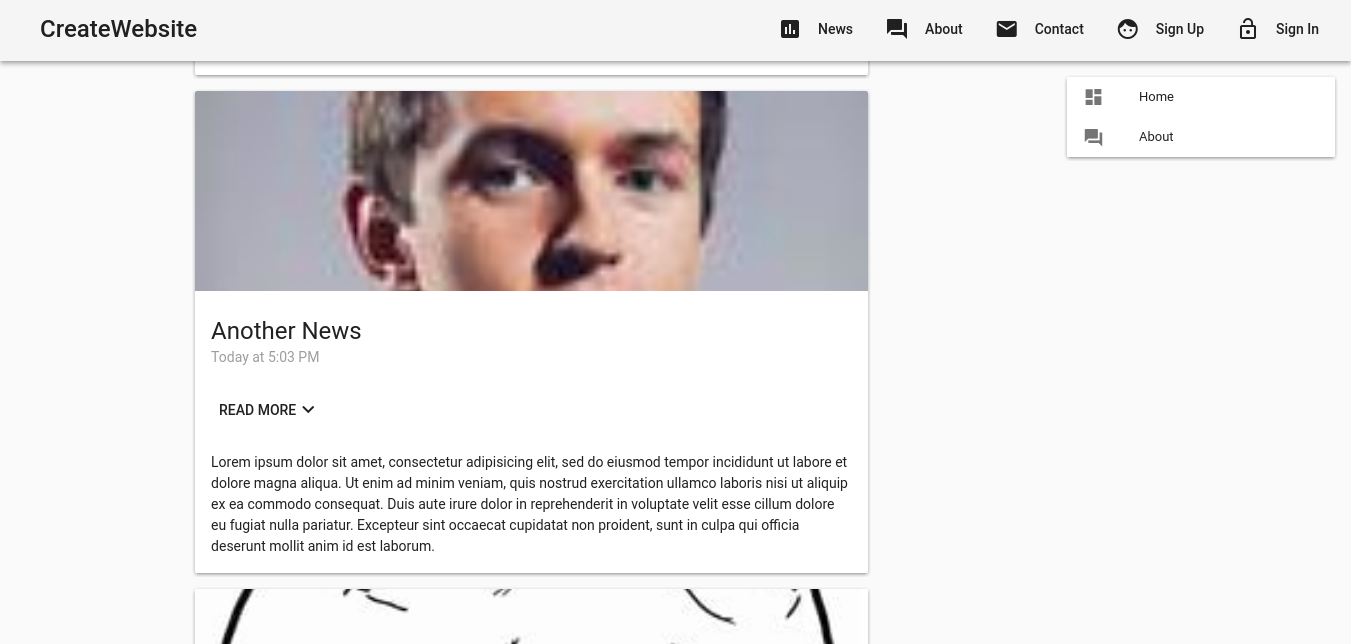 CreateWebsite
News
About
Contact
Sign Up
Sign In
Home
About
Another News
Today at 5:03 PM
READ MORE
Lorem ipsum dolor sit amet, consectetur adipisicing elit, sed do eiusmod tempor incididunt ut labore et
dolore magna aliqua. Ut enim ad minim veniam, quis nostrud exercitation ullamco laboris nisi ut aliquip
ex ea commodo consequat. Duis aute irure dolor in reprehenderit in voluptate velit esse cillum dolore
eu fugiat nulla pariatur. Excepteur sint occaecat cupidatat non proident, sunt in culpa qui officia
deserunt mollit anim id est laborum.